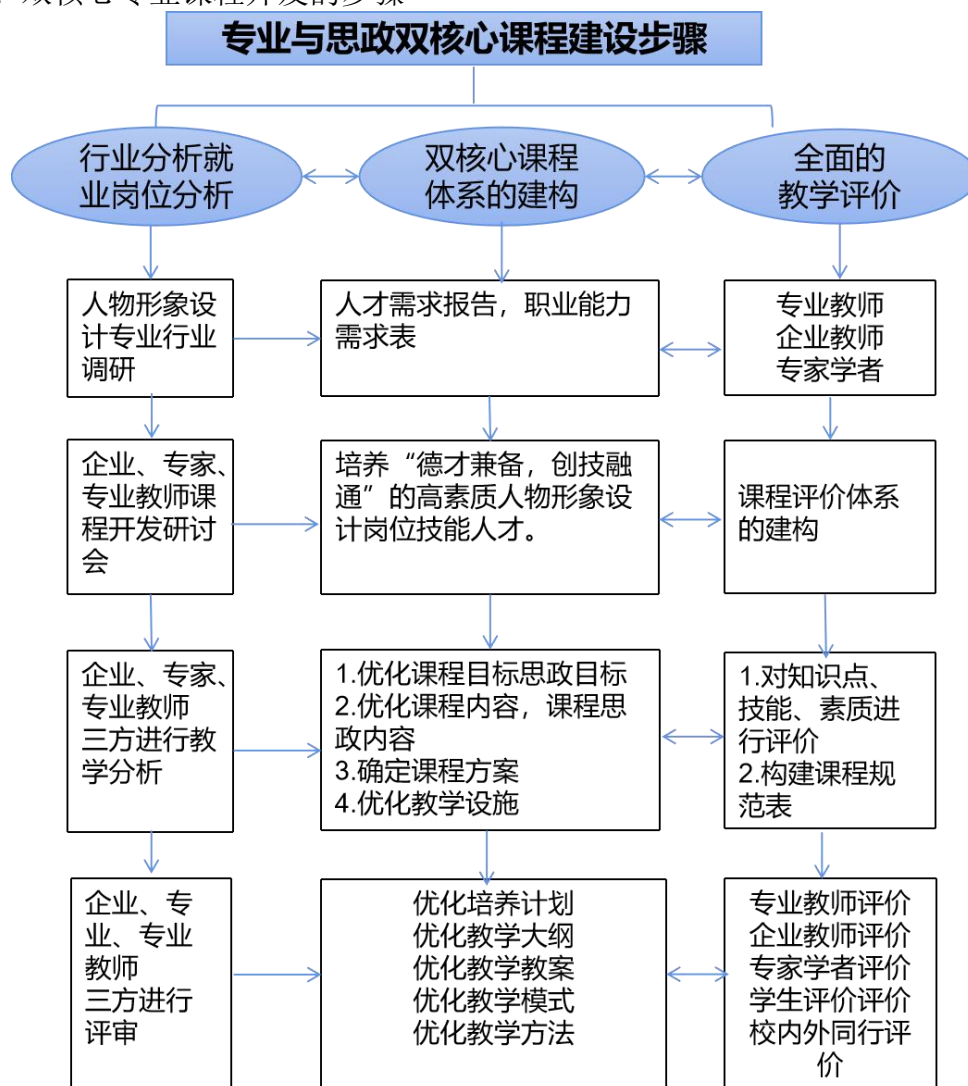 双核心专业课程开发的步骤
专业与思政双核心课程建设步骤
行业分析就
业岗位分析
双核心课程
体系的建构
全面的
教学评价
人物形象设
计专业行业
调研
人才需求报告，职业能力
需求表
专业教师
企业教师
专家学者
企业、专家、
专业教师课
程开发研讨
会
培养“德才兼备，创技融
通”的高素质人物形象设
计岗位技能人才。
课程评价体系
的建构
企业、专家、
专业教师
三方进行教
学分析
1.优化课程目标思政目标
2.优化课程内容，课程思
政内容
3.确定课程方案
4.优化教学设施
1.对知识点、
技能、素质进
行评价
2.构建课程规
范表
企业、专
业、专业
教师
三方进行
评审
优化培养计划
优化教学大纲
优化教学教案
优化教学模式
优化教学方法
专业教师评价
企业教师评价
专家学者评价
学生评价评价
校内外同行评
价